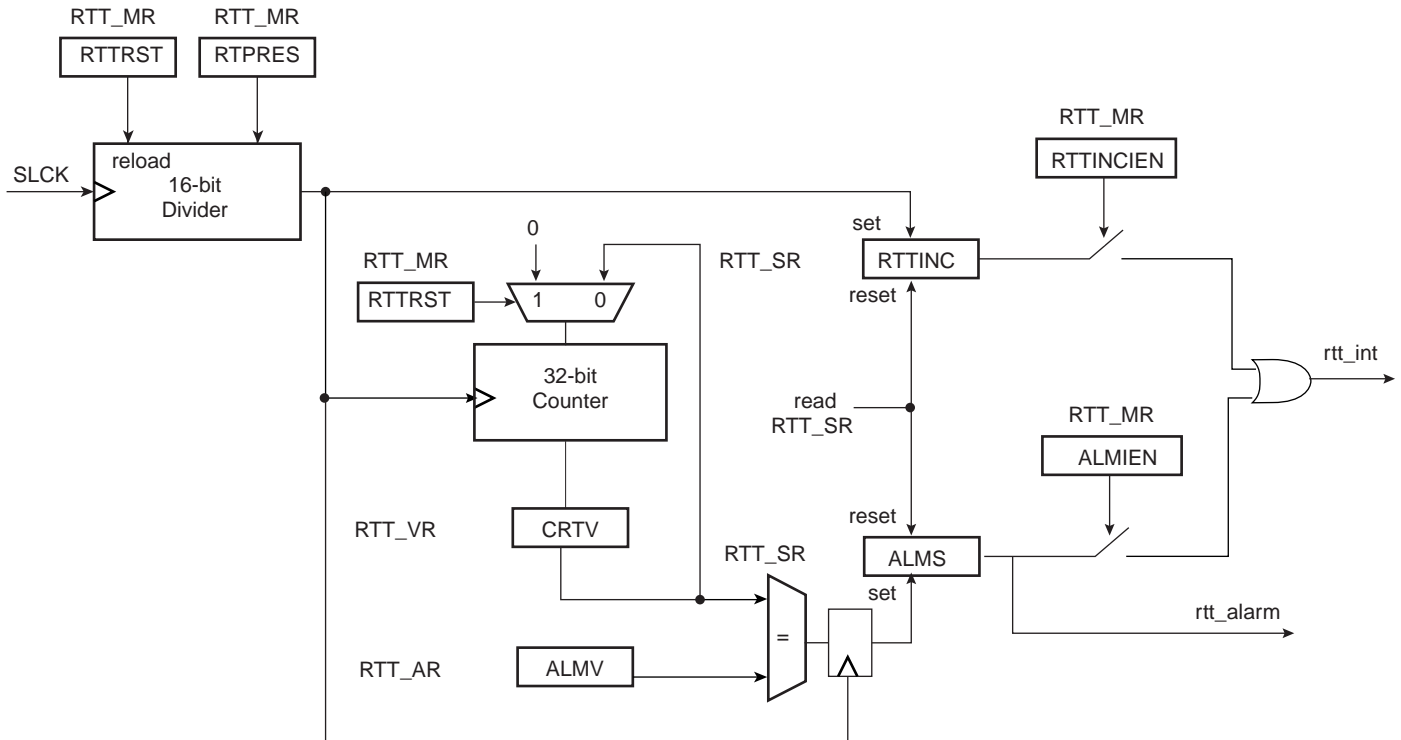 RTT_MR
RTT_MR
RTTRST
RTPRES
RTT_MR
reload
RTTINCIEN
SLCK
16-bit
Divider
set
0
RTT_MR
RTT_SR
RTTINC
RTTRST
1
0
reset
rtt_int
32-bit
Counter
read
RTT_SR
RTT_MR
ALMIEN
reset
RTT_VR
CRTV
RTT_SR
ALMS
set
rtt_alarm
=
RTT_AR
ALMV